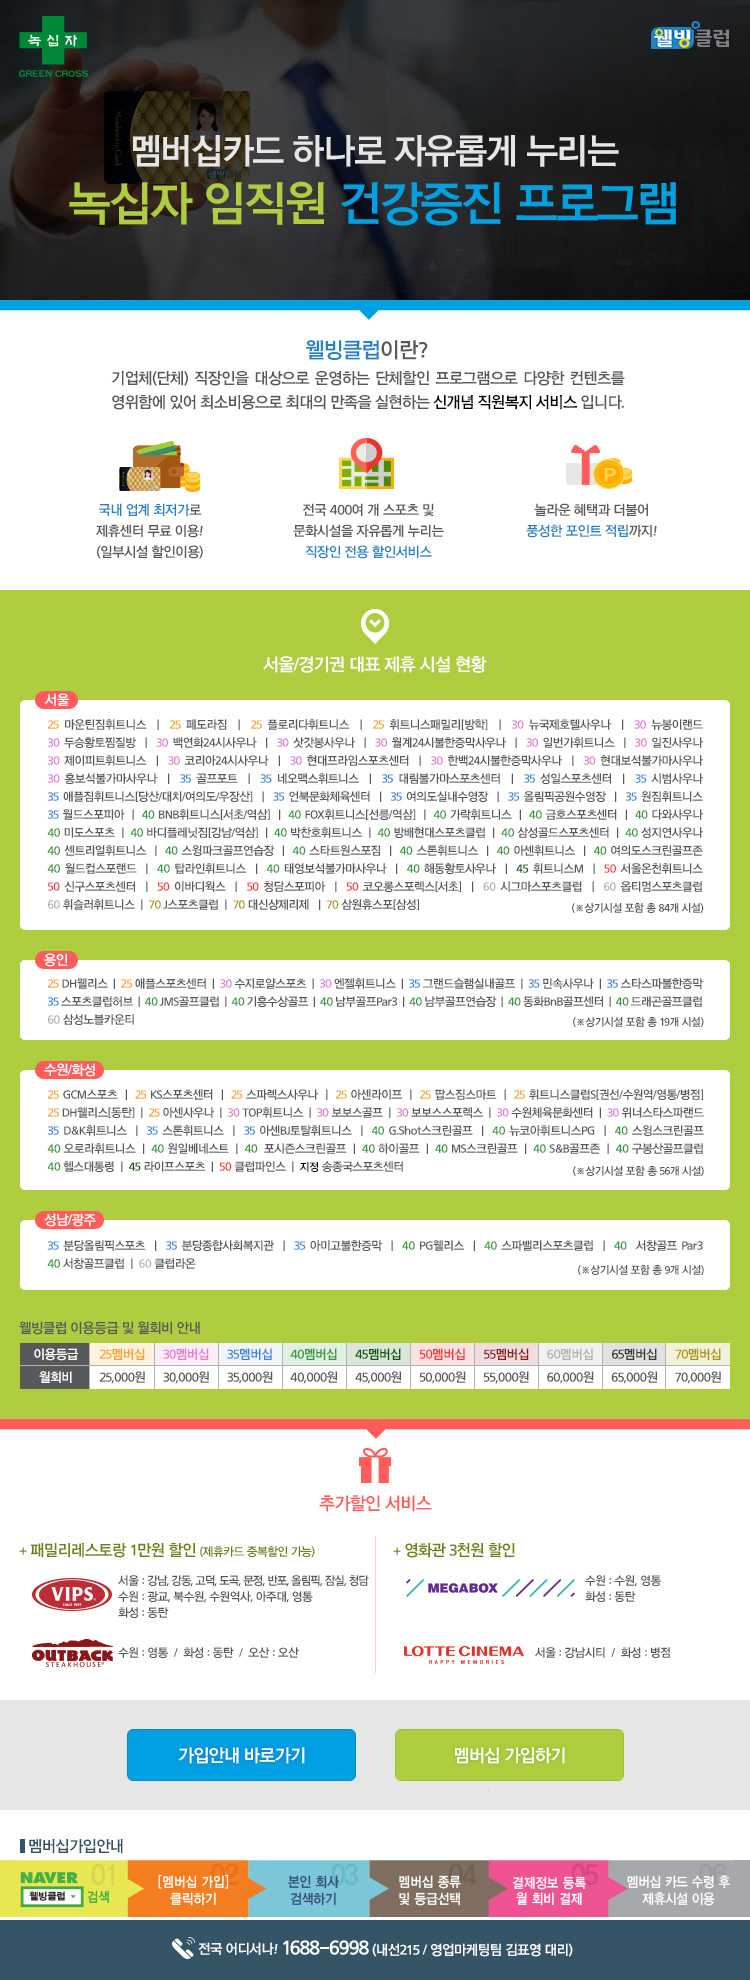 녹십자
GREEN CROSS
웰빙클럽
Membership Card
멤버십카드 하나로 자유롭게 누리는
녹십자 임직원 건강증진 프로그램
웰빙클럽이란?
기업체(단체) 직장인을 대상으로 운영하는 단체할인 프로그램으로 다양한 컨텐츠를
영위함에 있어 최소비용으로 최대의 만족을 실현하는 신개념 직원복지 서비스 입니다.
국내 업계 최저가로
제휴센터 무료 이용!
(일부시설 할인이용)
전국 400여 개 스포츠 및
문화시설을 자유롭게 누리는
직장인 전용 할인서비스
놀라운 혜택과 더불어
풍성한 포인트 적립까지!
서울/경기권 대표 제휴 시설 현황
서울
25 마운틴짐휘트니스 | 25 페도라짐 | 25 플로리다휘트니스 | 25 휘트니스패밀리[방학] | 30 뉴국제호텔사우나 | 30 뉴봉이랜드
30 두승황토찜질방 | 30 백연화24시사우나 | 30 삿갓봉사우나 | 30 월계24시불한증막사우나 | 30 일번가휘트니스 | 30 일진사우나
30 제이피트휘트니스 | 30 코리아24시사우나 | 30 현대프라임스포츠센터 | 30 한백24시불한증막사우나 | 30 현대보석불가마사우나
30 홍보석불가마사우나 | 35 골프포트 | 35 네오맥스휘트니스 | 35 대림불가마스포츠센터 | 35 성일스포츠센터 | 35 시범사우나
35 애플짐휘트니스[당산/대치/여의도/우장산] | 35 언북문화체육센터 | 35 여의도실내수영장 | 35 올림픽공원수영장 | 35 원짐휘트니스
35 월드스포피아 | 40 BNB휘트니스[서초/역삼] | 40 FOX휘트니스[선릉/역삼] | 40 가락휘트니스 | 40 금호스포츠센터 | 40 다와사우나
40 미도스포츠 | 40 바디플레닛짐[강남/역삼] | 40 박찬호휘트니스 | 40 방배현대스포츠클럽 | 40 삼성골드스포츠센터 | 40 성지연사우나
40 센트리얼휘트니스 | 40 스윙파크골프연습장 | 40 스타트원스포짐 | 40 스톤휘트니스 | 40 아센휘트니스 | 40 여의도스크린골프존
40 월드컵스포랜드 | 40 탑라인휘트니스 | 40 태영보석불가마사우나 | 40 해동황토사우나 | 45 휘트니스M | 50 서울온천휘트니스
50 신구스포츠센터 | 50 이바디웍스 | 50 청담스포피아 | 50 코오롱스포렉스[서초] | 60 시그마스포츠클럽 | 60 옵티멈스포츠클럽
60 휘슬러휘트니스 | 70 J스포츠클럽 | 70 대신샹제리제 | 70 삼원휴스포[삼성]
(※상기시설 포함 총 84개 시설)
용인
25 DH웰리스 | 25 애플스포츠센터 | 30 수지로얄스포츠 | 30 엔젤휘트니스 | 35 그랜드슬램실내골프 | 35 민속사우나 | 35 스타스파불한증막
35 스포츠클럽허브 | 40 JMS골프클럽 | 40 기흥수상골프 | 40 남부골프Par3 | 40 남부골프연습장 | 40 동화BnB골프센터 | 40 드래곤골프클럽
60 삼성노블카운티
(※상기시설 포함 총 19개 시설)
수원/화성
25 GCM스포츠 | 25 KS스포츠센터 | 25 스파렉스사우나 | 25 아센라이프 | 25 팝스짐스마트 | 25 휘트니스클럽S[권선/수원역/영통/병점]
25 DH웰리스[동탄] | 25 아센사우나 | 30 TOP휘트니스 | 30 보보스골프 | 30 보보스스포렉스 | 30 수원체육문화센터 | 30 위너스타스파랜드
35 D&K휘트니스 | 35 스톤휘트니스 | 35 아센BJ토탈휘트니스 | 40 G.Shot스크린골프 | 40 뉴코아휘트니스PG | 40 스윙스크린골프
40 오로라휘트니스 | 40 원일베네스트 | 40 포시즌스크린골프 | 40 하이골프 | 40 MS스크린골프 | 40 S&B골프존 | 40 구봉산골프클럽
40 헬스대통령 | 45 라이프스포츠 | 50 클럽파인스 | 지정 송종국스포츠센터
(※상기시설 포함 총 56개 시설)
성남/광주
35 분당올림픽스포츠 | 35 분당종합사회복지관 | 35 아미고불한증막 | 40 PG웰리스 | 40 스파밸리스포츠클럽 | 40 서창골프 Par3
40 서창골프클럽 | 60 클럽라온
(※상기시설 포함 총 9개 시설)
웰빙클럽 이용등급 및 월회비 안내
이용등급 25멤버십 30멤버십 35멤버십 40멤버십 45멤버십 50멤버십 55멤버십 60멤버십 65멤버십 70멤버십
월회비 25,000원 30,000원 35,000원 40,000원 45,000원 50,000원 55,000원 60,000원 65,000원 70,000원
추가할인 서비스
+ 패밀리레스토랑 1만원 할인 (제휴카드 중복할인 가능)
VIPS
SINCE 1997
서울 : 강남, 강동, 고덕, 도곡, 문정, 반포, 올림픽, 잠실, 청담
수원 : 광교, 북수원, 수원역사, 아주대, 영통
화성 : 동탄
OUTBACK
STEAKHOUSE
수원 : 영통 / 화성 : 동탄 / 오산 : 오산
+ 영화관 3천원 할인
MEGABOX
수원 : 수원, 영통
화성 : 동탄
LOTTE CINEMA
HAPPY MEMORIES
서울 : 강남시티 / 화성 : 병점
가입안내 바로가기
멤버십 가입하기
멤버십가입안내
01
NAVER
웰빙클럽 검색
02
[멤버십 가입]
클릭하기
03
본인 회사
검색하기
04
멤버십 종류
및 등급선택
05
결제정보 등록
월 회비 결제
06
멤버십 카드 수령 후
제휴시설 이용
전국 어디서나! 1688-6998 (내선215 / 영업마케팅팀 김표영 대리)